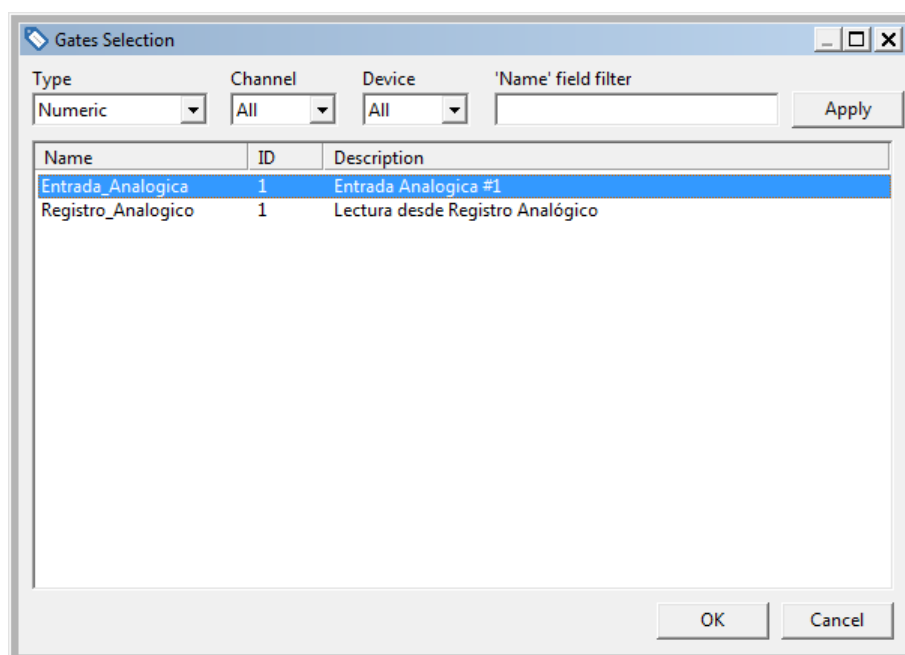 Gates Selection
Type Channel Device 'Name' field filter
Numeric All All Apply
Name ID Description
Entrada_Analogica 1 Entrada Analogica #1
Registro_Analogico 1 Lectura desde Registro Analógico
OK Cancel